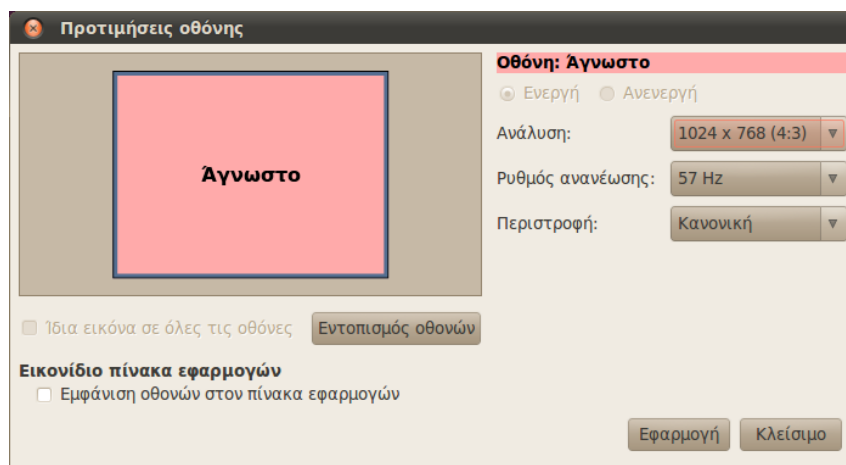 Προτιμήσεις οθόνης
Άγνωστο
Οθόνη: Άγνωστο
Ενεργή Ανενεργή
Ανάλυση: 1024 x 768 (4:3)
Ρυθμός ανανέωσης: 57 Hz
Περιστροφή: Κανονική
Ίδια εικόνα σε όλες τις οθόνες Εντοπισμός οθονών
Εικονίδιο πίνακα εφαρμογών
Εμφάνιση οθονών στον πίνακα εφαρμογών
Εφαρμογή Κλείσιμο